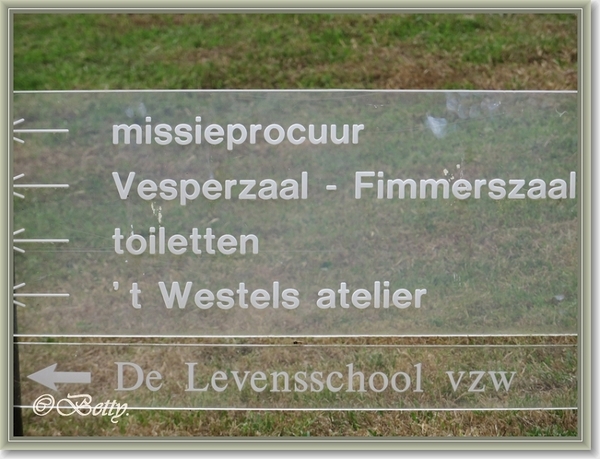 missieprocuur
Vesperzaal - Fimmerszaal
toiletten
't Westels atelier
De Levensschool vzw
©Betty.